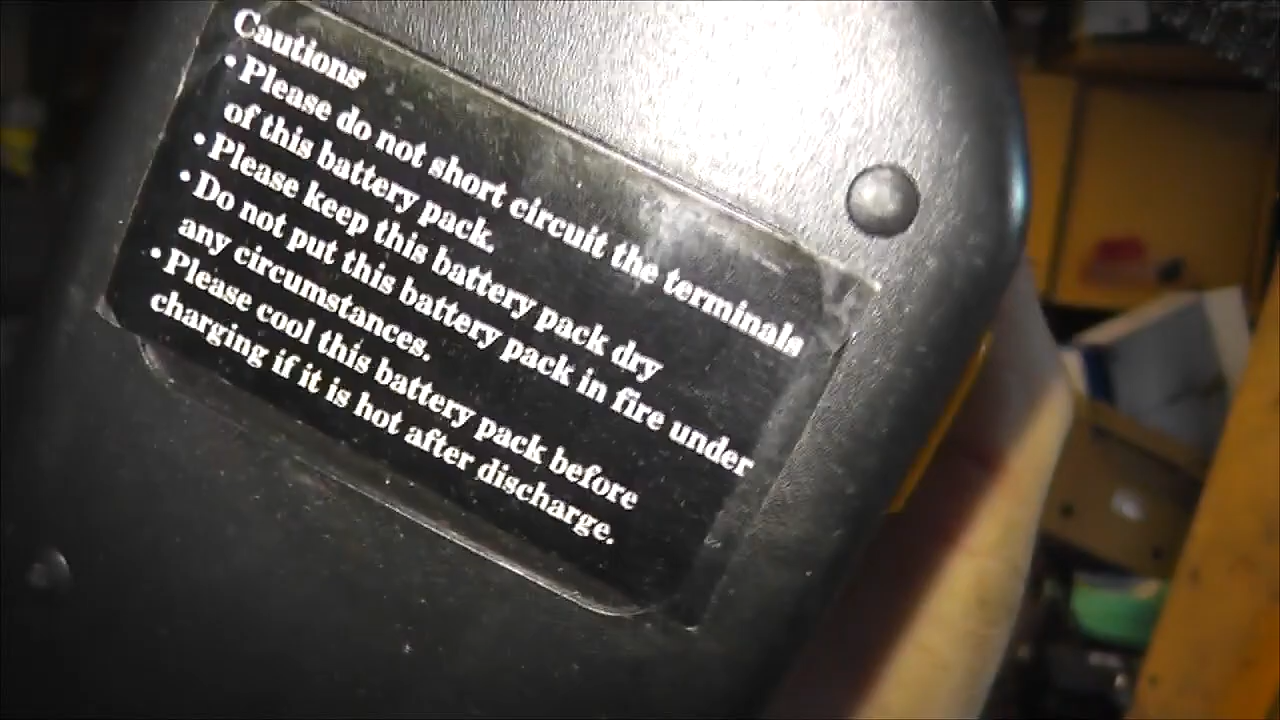 Cautions
• Please do not short circuit the terminals
of this battery pack.
• Please keep this battery pack dry
• Do not put this battery pack in fire under
any circumstances.
• Please cool this battery pack before
charging if it is hot after discharge.